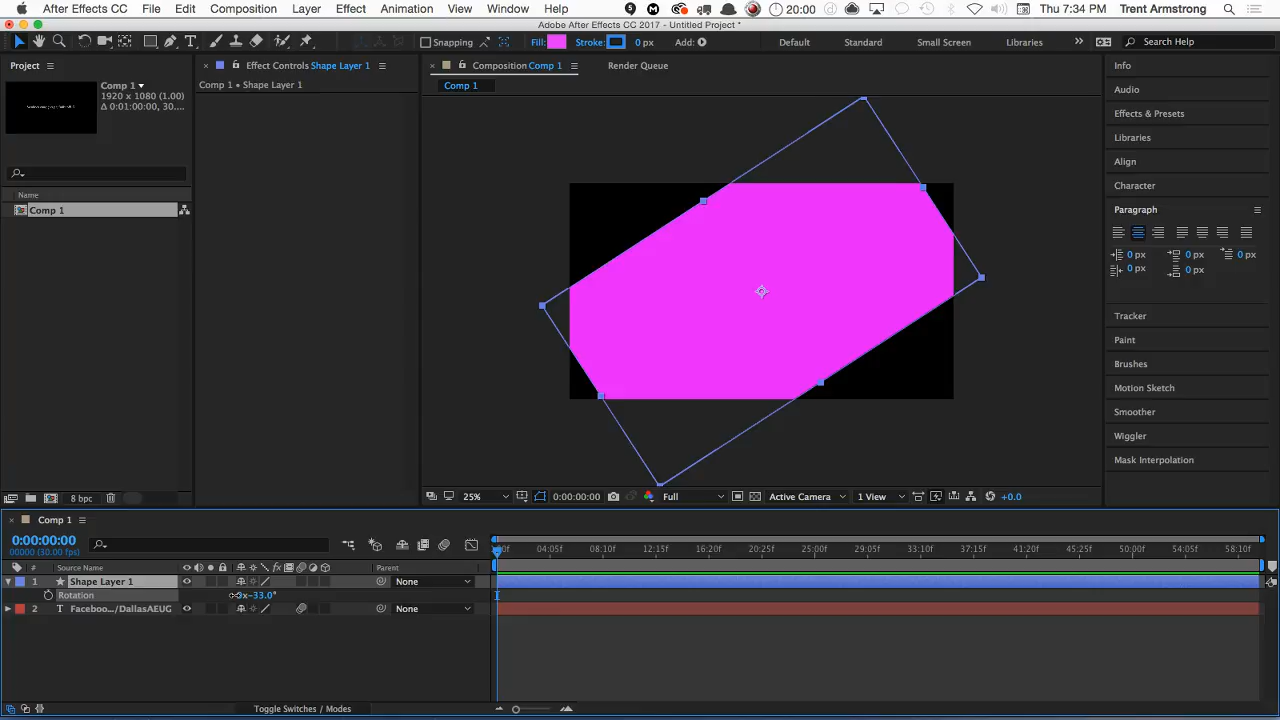 After Effects CC File Edit Composition Layer Effect Animation View Window Help 20:00 Thu 7:34 PM Trent Armstrong
Adobe After Effects CC 2017 - Untitled Project *
Snapping Fill: Stroke: 0 px Add: Default Standard Small Screen Libraries Search Help
Project Effect Controls Shape Layer 1 Composition Comp 1 Render Queue Info
Comp 1 Comp 1 • Shape Layer 1 Comp 1
1920 x 1080 (1.00)
Δ 0:01:00:00, 30....
Audio
Effects & Presets
Libraries
Align
Character
Name
Comp 1
Paragraph
0 px 0 px 0 px
0 px 0 px
Tracker
Paint
Brushes
Motion Sketch
Smoother
Wiggler
Mask Interpolation
8 bpc 25% 0:00:00:00 Full Active Camera 1 View +0.0
Comp 1
0:00:00:00
00000 (30.00 fps)
:00f 04:05f 08:10f 12:15f 16:20f 20:25f 25:00f 29:05f 33:10f 37:15f 41:20f 45:25f 50:00f 54:05f 58:10f
# Source Name Parent
1 Shape Layer 1 None
Rotation x-33.0°
2 T Faceboo.../DallasAEUG None
Toggle Switches / Modes